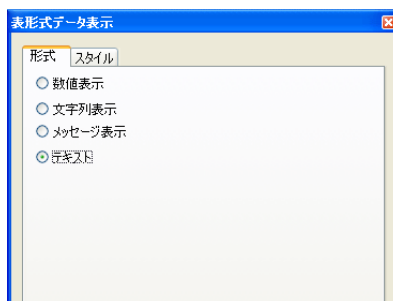 表形式データ表示
形式 スタイル
数値表示
文字列表示
メッセージ表示
テキスト